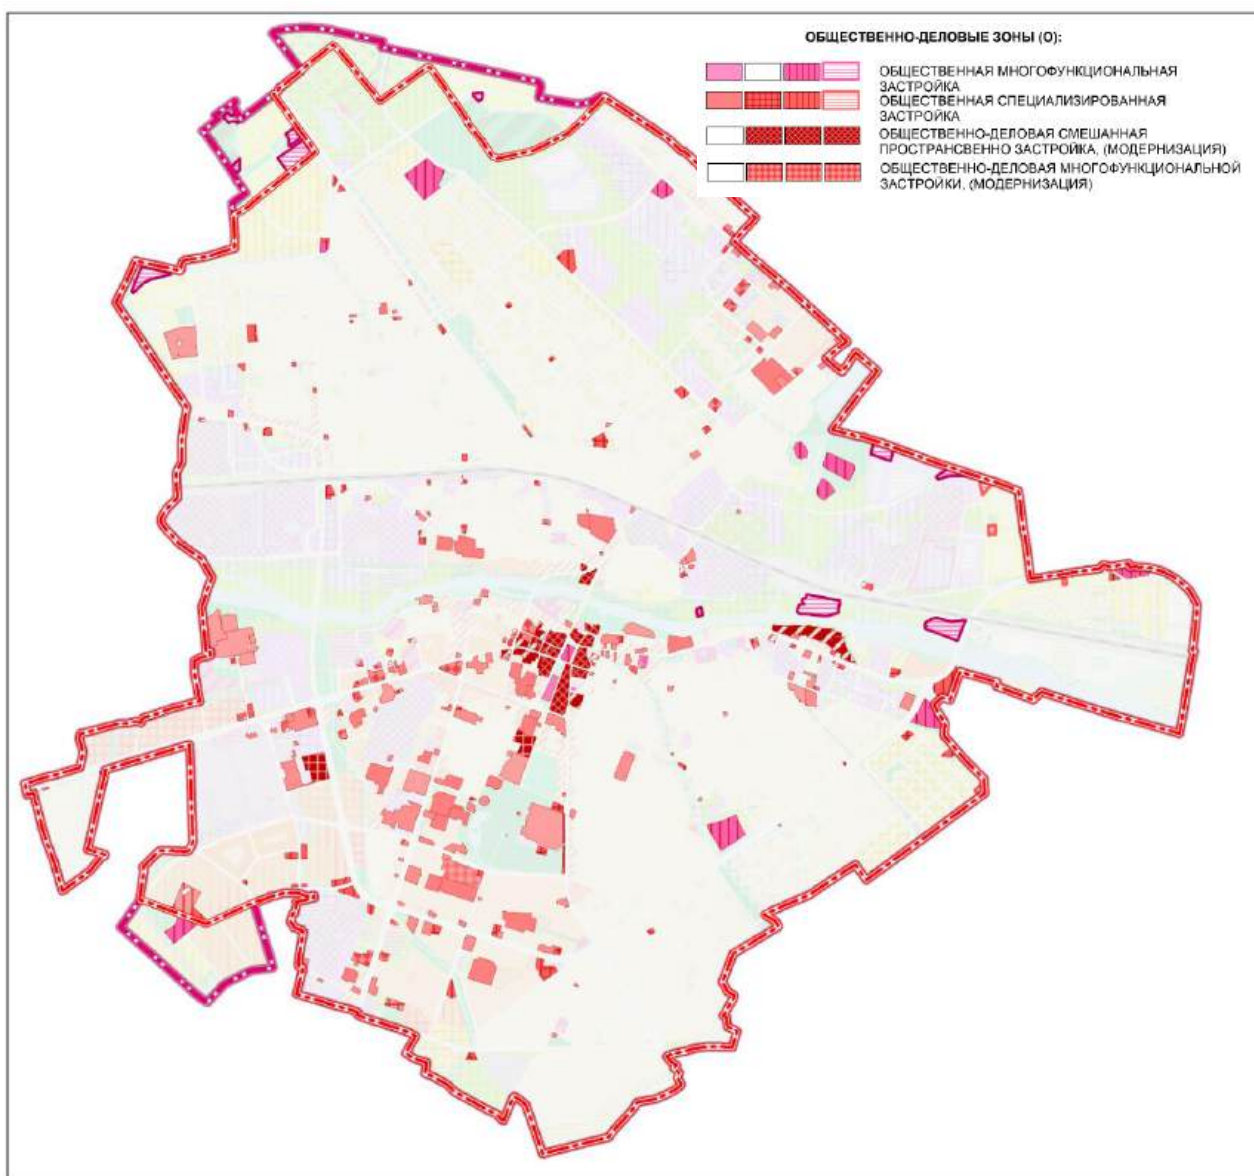 ОБЩЕСТВЕННО-ДЕЛОВЫЕ ЗОНЫ (О):
ОБЩЕСТВЕННАЯ МНОГОФУНКЦИОНАЛЬНАЯ
ЗАСТРОЙКА
ОБЩЕСТВЕННАЯ СПЕЦИАЛИЗИРОВАННАЯ
ЗАСТРОЙКА
ОБЩЕСТВЕННО-ДЕЛОВАЯ СМЕШАННАЯ
ПРОСТРАНСВЕННО ЗАСТРОЙКА, (МОДЕРНИЗАЦИЯ)
ОБЩЕСТВЕННО-ДЕЛОВАЯ МНОГОФУНКЦИОНАЛЬНОЙ
ЗАСТРОЙКИ, (МОДЕРНИЗАЦИЯ)